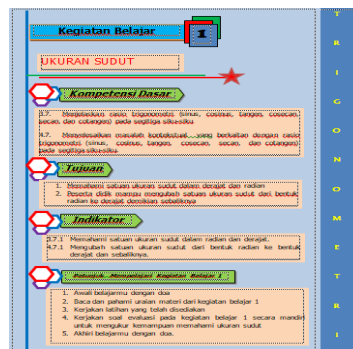 Kegiatan Belajar 1
UKURAN SUDUT
Kompetensi Dasar
3.7. Menjelaskan rasio trigonometri (sinus, cosinus, tangen, cosecan,
secan, dan cotangen) pada segitiga siku-siku
4.7. Menyelesaikan masalah kontekstual yang berkaitan dengan rasio
trigonometri (sinus, cosinus, tangen, cosecan, secan, dan cotangen)
pada segitiga siku-siku
Tujuan
1. Memahami satuan ukuran sudut dalam derajat dan radian
2. Peserta didik mampu mengubah satuan ukuran sudut dari bentuk
radian ke derajat demikian sebaliknya
Indikator
3.7.1 Memahami satuan ukuran sudut dalam radian dan derajat.
4.7.1 Mengubah satuan ukuran sudut dari bentuk radian ke bentuk
derajat dan sebaliknya.
Petunjuk Mempelajari Kegiatan Belajar 1
1. Awali belajarmu dengan doa
2. Baca dan pahami uraian materi dari kegiatan belajar 1
3. Kerjakan latihan yang telah disediakan
4. Kerjakan soal evaluasi pada kegiatan belajar 1 secara mandiri
untuk mengukur kemampuan memahami ukuran sudut
5. Akhiri belajarmu dengan doa.
T
R
I
G
O
N
O
M
E
T
R
I